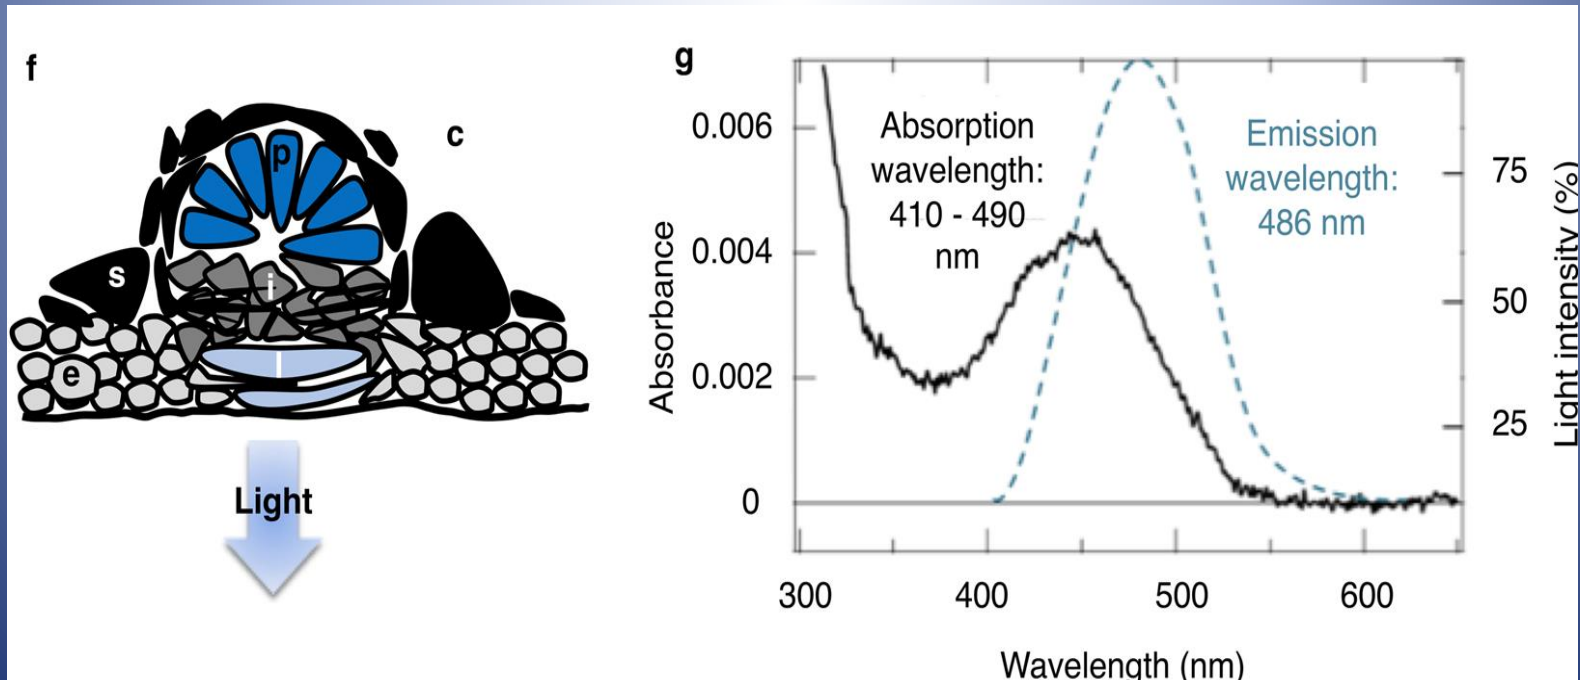 f
c
p
s
i
l
e
Light
g
Absorption
wavelength:
410 - 490
nm
Emission
wavelength:
486 nm
Absorbance
0.006
0.004
0.002
0
75
50
25
Light intensity (%)
300 400 500 600
Wavelength (nm)